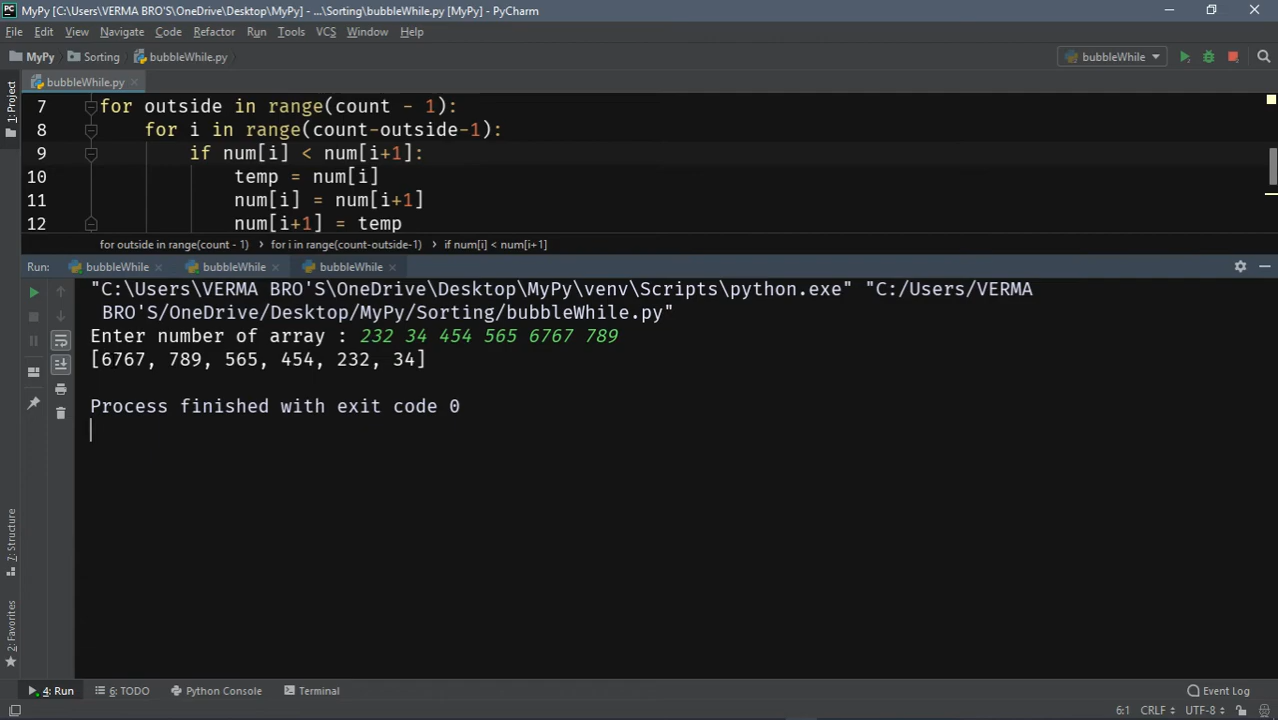 MyPy [C:\Users\VERMA BRO'S\OneDrive\Desktop\MyPy] - ...\Sorting\bubbleWhile.py [MyPy] - PyCharm
File Edit View Navigate Code Refactor Run Tools VCS Window Help
MyPy Sorting bubbleWhile.py bubbleWhile
1: Project
bubbleWhile.py
7 for outside in range(count - 1):
8 for i in range(count-outside-1):
9 if num[i] < num[i+1]:
10 temp = num[i]
11 num[i] = num[i+1]
12 num[i+1] = temp
for outside in range(count - 1) for i in range(count-outside-1) if num[i] < num[i+1]
Run: bubbleWhile bubbleWhile bubbleWhile
"C:\Users\VERMA BRO'S\OneDrive\Desktop\MyPy\venv\Scripts\python.exe" "C:/Users/VERMA
BRO'S/OneDrive/Desktop/MyPy/Sorting/bubbleWhile.py"
Enter number of array : 232 34 454 565 6767 789
[6767, 789, 565, 454, 232, 34]
Process finished with exit code 0
7: Structure
2: Favorites
4: Run 6: TODO Python Console Terminal Event Log
6:1 CRLF UTF-8